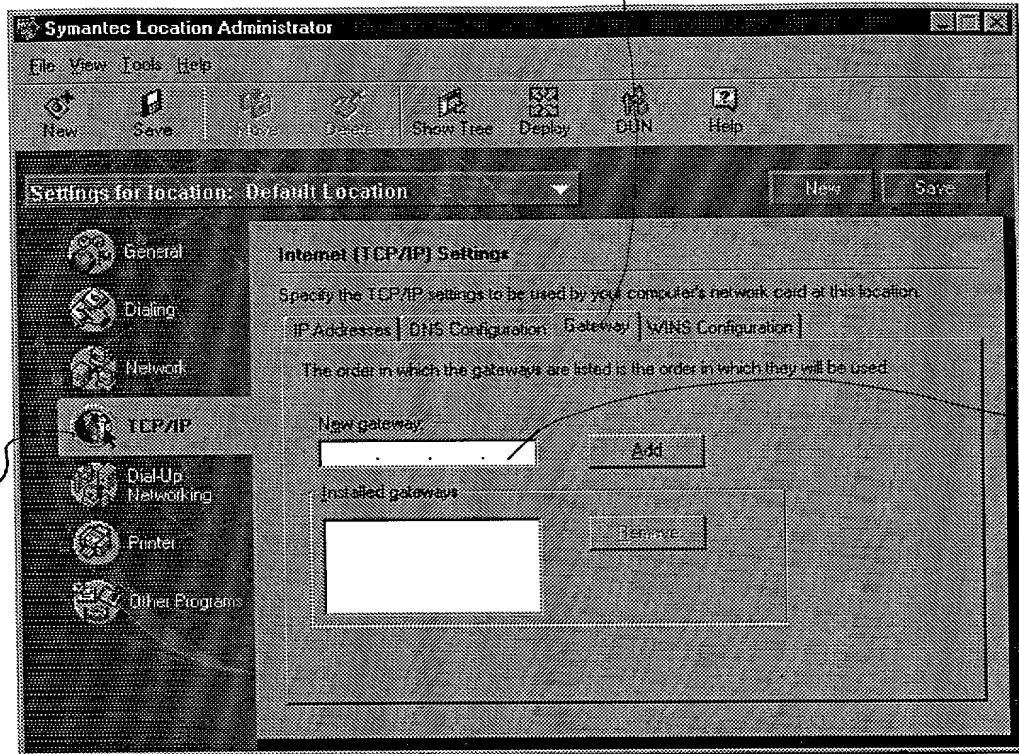 Symantec Location Administrator
File View Tools Help
New Save Move Delete Show Tree Deploy DUN Help
Settings for location: Default Location
New Save
General
Dialing
Network
TCP/IP
Dial-Up
Networking
Printer
Other Programs
Internet (TCP/IP) Settings
Specify the TCP/IP settings to be used by your computer's network card at this location.
IP Addresses DNS Configuration Gateway WINS Configuration
The order in which the gateways are listed is the order in which they will be used.
New gateway:
. . .
Add
Installed gateways
Remove